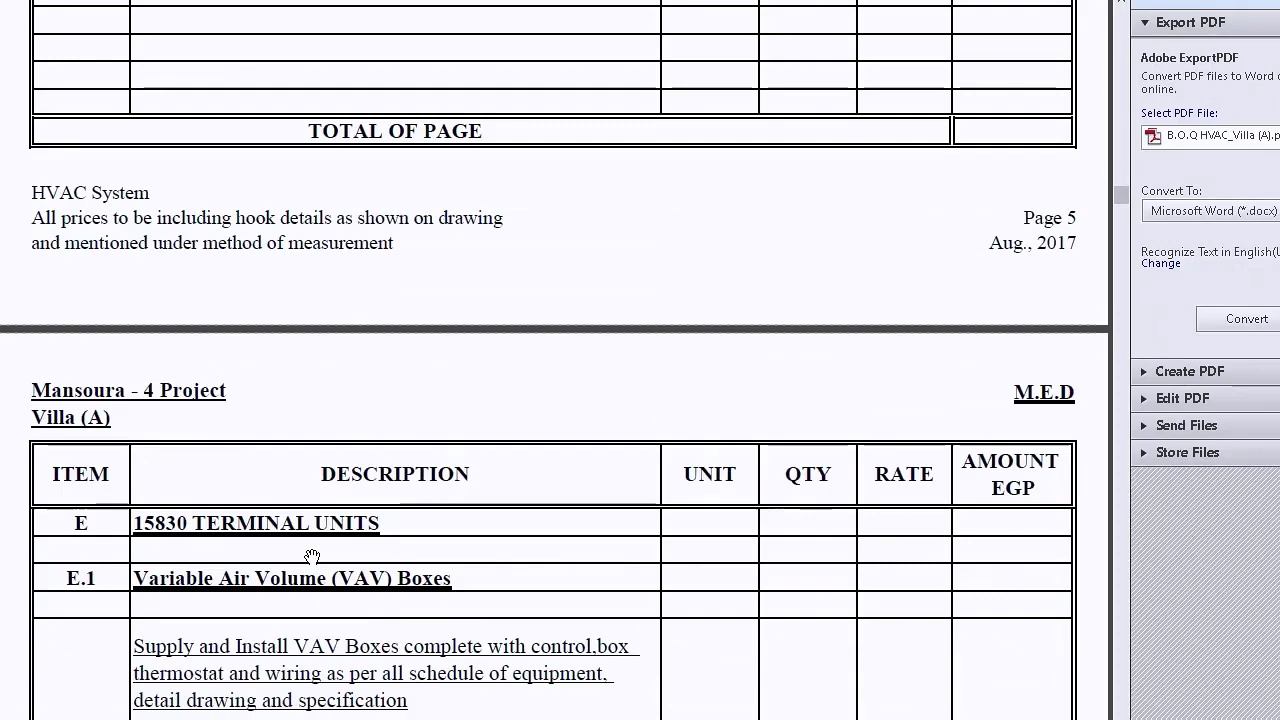 TOTAL OF PAGE
HVAC System
All prices to be including hook details as shown on drawing
and mentioned under method of measurement
Page 5
Aug., 2017
Mansoura - 4 Project
Villa (A)
M.E.D
ITEM DESCRIPTION UNIT QTY RATE AMOUNT EGP
E 15830 TERMINAL UNITS
E.1 Variable Air Volume (VAV) Boxes
Supply and Install VAV Boxes complete with control,box
thermostat and wiring as per all schedule of equipment,
detail drawing and specification
Export PDF
Adobe ExportPDF
Convert PDF files to Word
online.
Select PDF File:
B.O.Q HVAC_Villa (A).p
Convert To:
Microsoft Word (*.docx)
Recognize Text in English(U
Change
Convert
Create PDF
Edit PDF
Send Files
Store Files